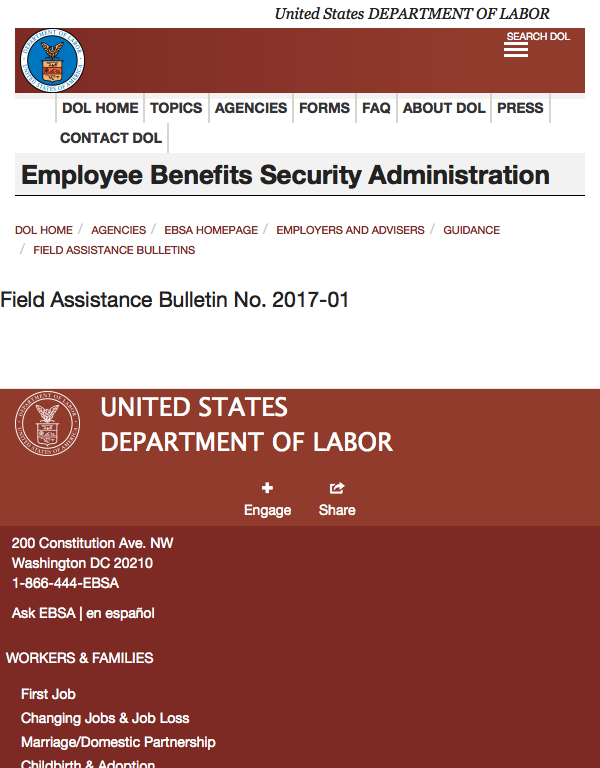 United States DEPARTMENT OF LABOR
SEARCH DOL
DOL HOME TOPICS AGENCIES FORMS FAQ ABOUT DOL PRESS
CONTACT DOL
Employee Benefits Security Administration
DOL HOME / AGENCIES / EBSA HOMEPAGE / EMPLOYERS AND ADVISERS / GUIDANCE
/ FIELD ASSISTANCE BULLETINS
Field Assistance Bulletin No. 2017-01
UNITED STATES
DEPARTMENT OF LABOR
Engage Share
200 Constitution Ave. NW
Washington DC 20210
1-866-444-EBSA
Ask EBSA | en español
WORKERS & FAMILIES
First Job
Changing Jobs & Job Loss
Marriage/Domestic Partnership
Childbirth & Adoption